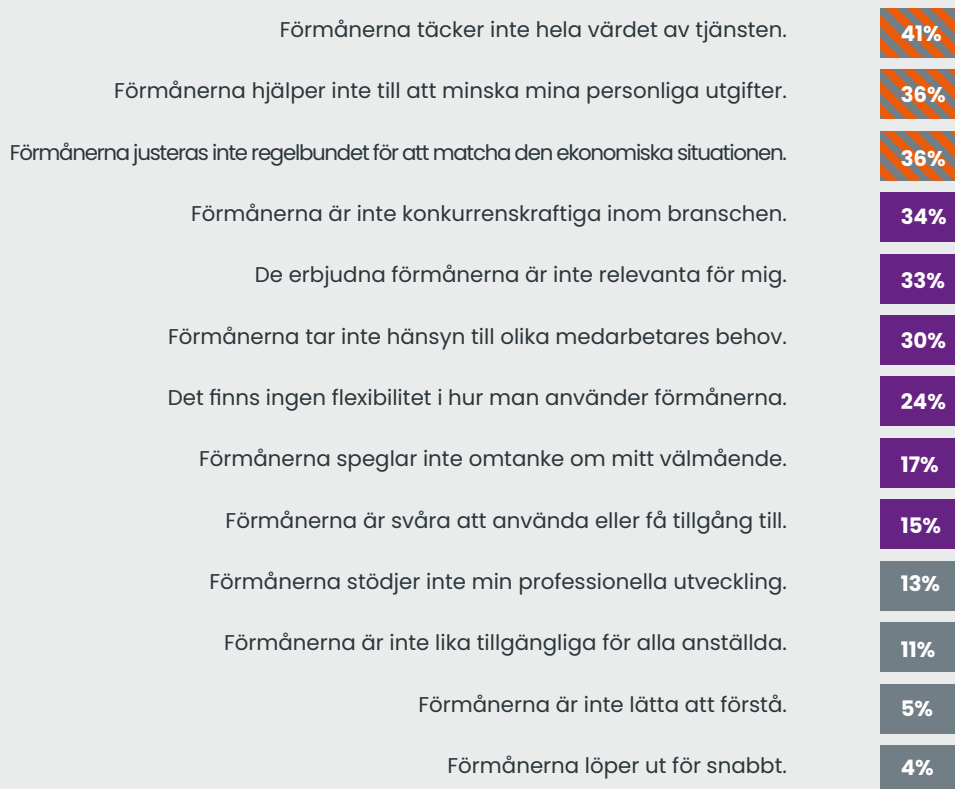 Förmånerna täcker inte hela värdet av tjänsten. 41%
Förmånerna hjälper inte till att minska mina personliga utgifter. 36%
Förmånerna justeras inte regelbundet för att matcha den ekonomiska situationen. 36%
Förmånerna är inte konkurrenskraftiga inom branschen. 34%
De erbjudna förmånerna är inte relevanta för mig. 33%
Förmånerna tar inte hänsyn till olika medarbetares behov. 30%
Det finns ingen flexibilitet i hur man använder förmånerna. 24%
Förmånerna speglar inte omtanke om mitt välmående. 17%
Förmånerna är svåra att använda eller få tillgång till. 15%
Förmånerna stödjer inte min professionella utveckling. 13%
Förmånerna är inte lika tillgängliga för alla anställda. 11%
Förmånerna är inte lätta att förstå. 5%
Förmånerna löper ut för snabbt. 4%